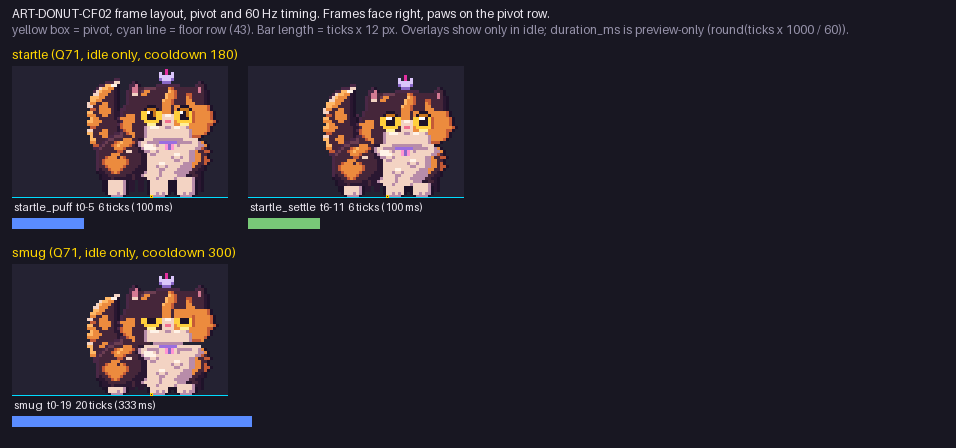 ART-DONUT-CF02 frame layout, pivot and 60 Hz timing. Frames face right, paws on the pivot row.
yellow box = pivot, cyan line = floor row (43). Bar length = ticks x 12 px. Overlays show only in idle; duration_ms is preview-only (round(ticks x 1000 / 60)).
startle (Q71, idle only, cooldown 180)
startle_puff t0-5 6 ticks (100 ms)
startle_settle t6-11 6 ticks (100 ms)
smug (Q71, idle only, cooldown 300)
smug t0-19 20 ticks (333 ms)